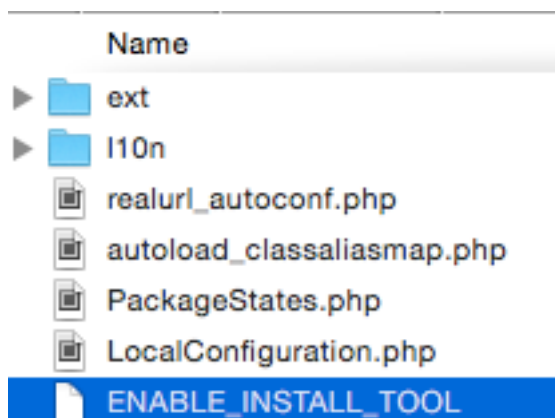 Name
ext
l10n
realurl_autoconf.php
autoload_classaliasmap.php
PackageStates.php
LocalConfiguration.php
ENABLE_INSTALL_TOOL